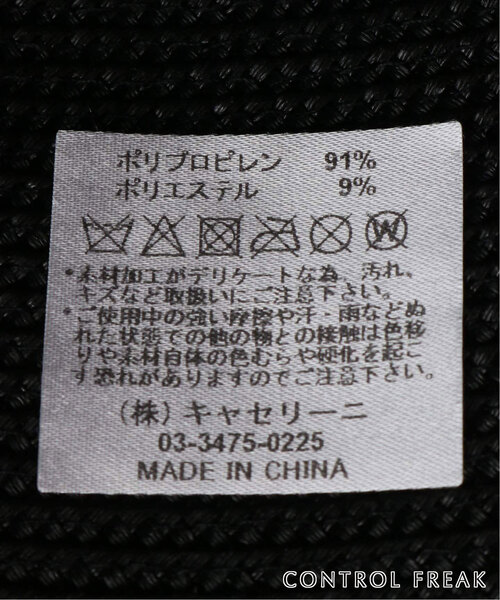 ポリプロピレン 91%
ポリエステル 9%
W
*素材加工がデリケートな為、汚れ、
キズなど取扱いにご注意下さい。
*ご使用中の強い摩擦や汗・雨などぬ
れた状態での他の物との接触は色移
りや素材自体の色むらや硬化を起こ
す恐れがありますのでご注意下さい。
(株)キャセリーニ
03-3475-0225
MADE IN CHINA
CONTROL FREAK